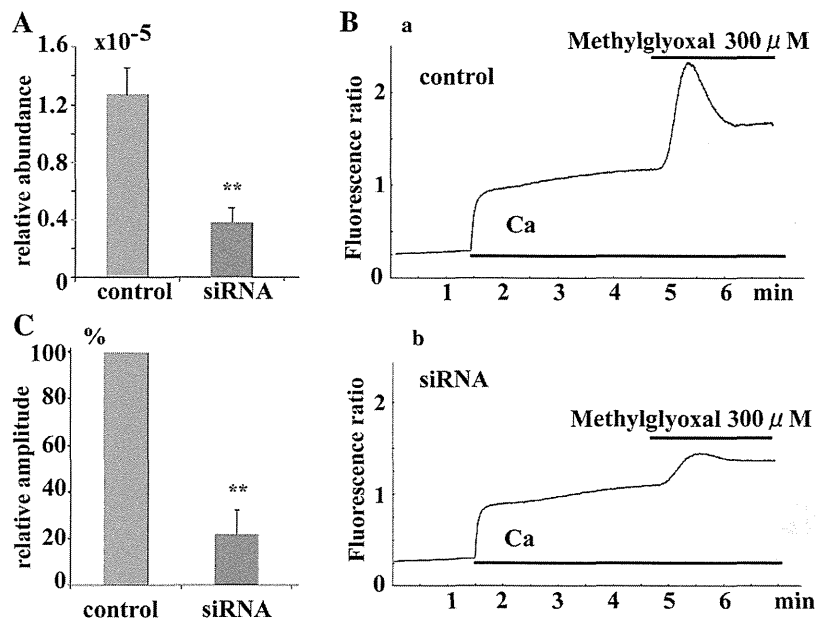 A
x10-5
relative abundance
1.6
1.2
0.8
0.4
0
**
control
siRNA
B
a
control
Methylglyoxal 300 μ M
Fluorescence ratio
2
1
0
Ca
1 2 3 4 5 6 min
C
%
relative amplitude
100
80
60
40
20
0
**
control
siRNA
b
siRNA
Methylglyoxal 300 μ M
Fluorescence ratio
2
1
0
Ca
1 2 3 4 5 6 min